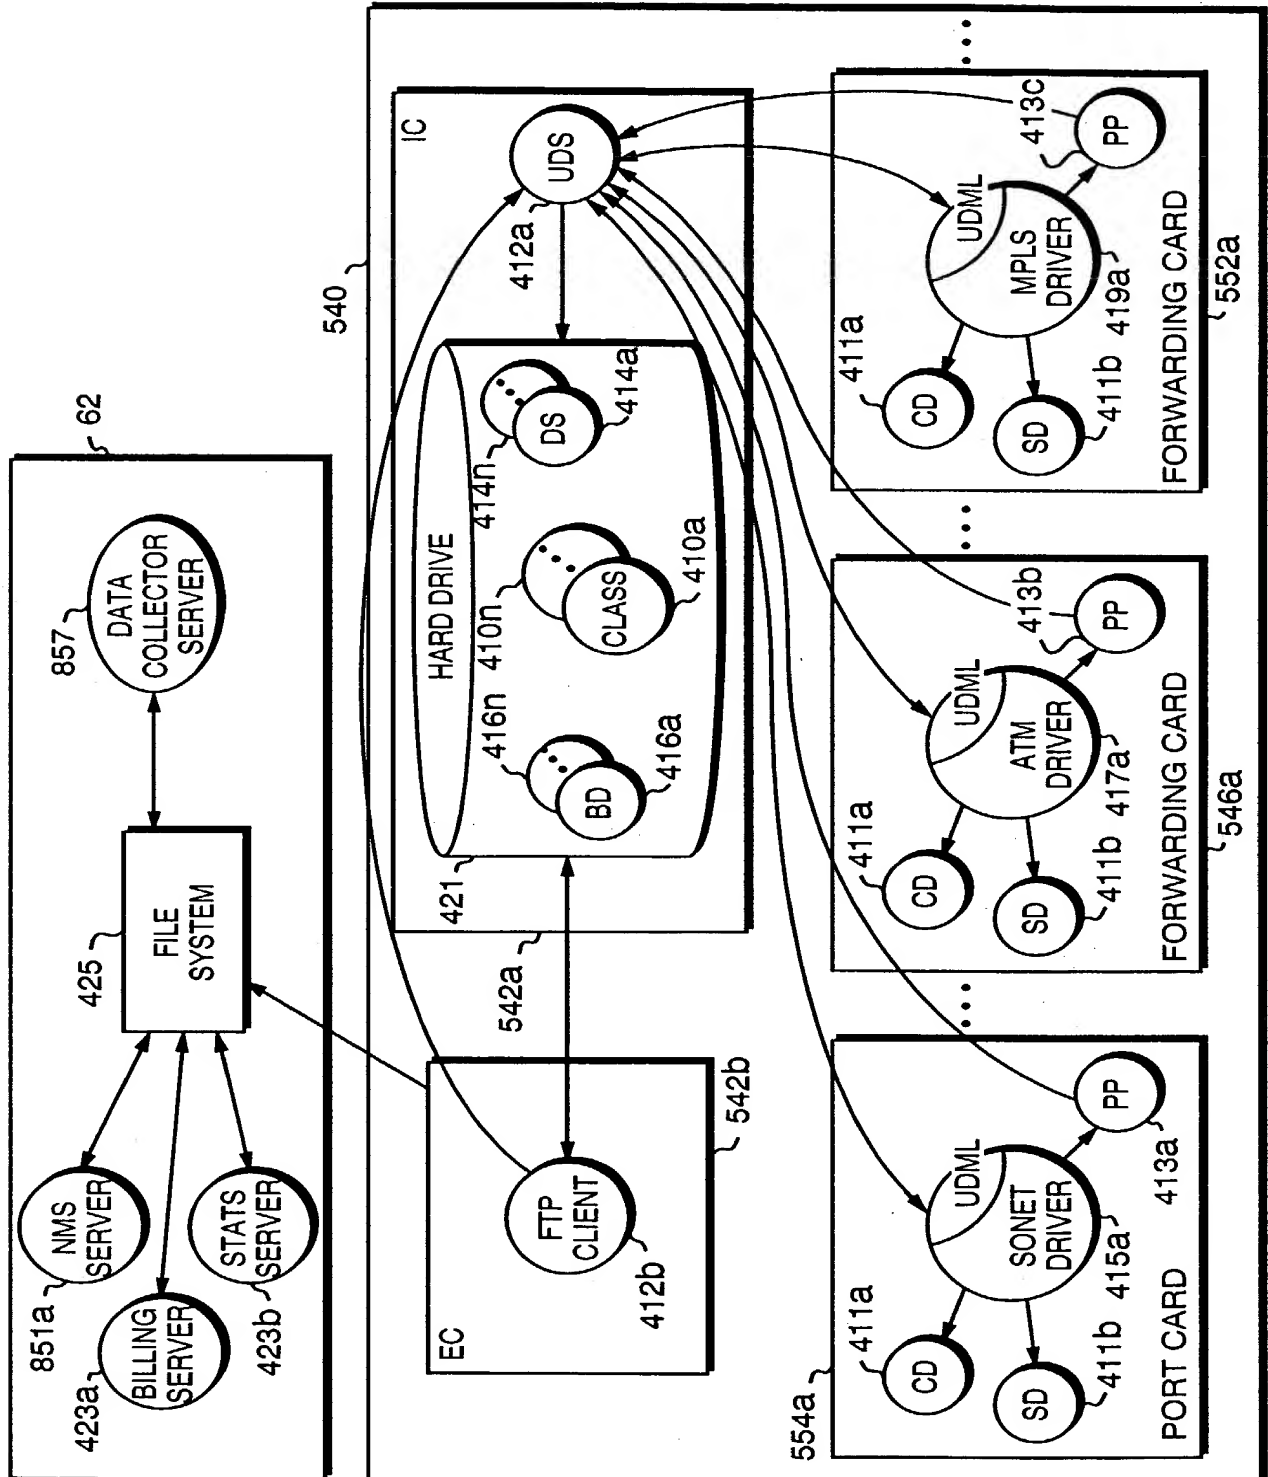 62
857
DATA
COLLECTOR
SERVER
425
FILE
SYSTEM
851a
NMS
SERVER
423a
BILLING
SERVER
423b
STATS
SERVER
540
EC
FTP
CLIENT
412b
542b
542a
IC
UDS
412a
421
HARD DRIVE
416n
BD
416a
410n
CLASS
410a
414n
DS
414a
554a
PORT CARD
411a
CD
SD
411b
UDML
SONET
DRIVER
415a
PP
413a
546a
FORWARDING CARD
411a
CD
SD
411b
UDML
ATM
DRIVER
417a
413b
PP
552a
FORWARDING CARD
411a
CD
SD
411b
UDML
MPLS
DRIVER
419a
413c
PP